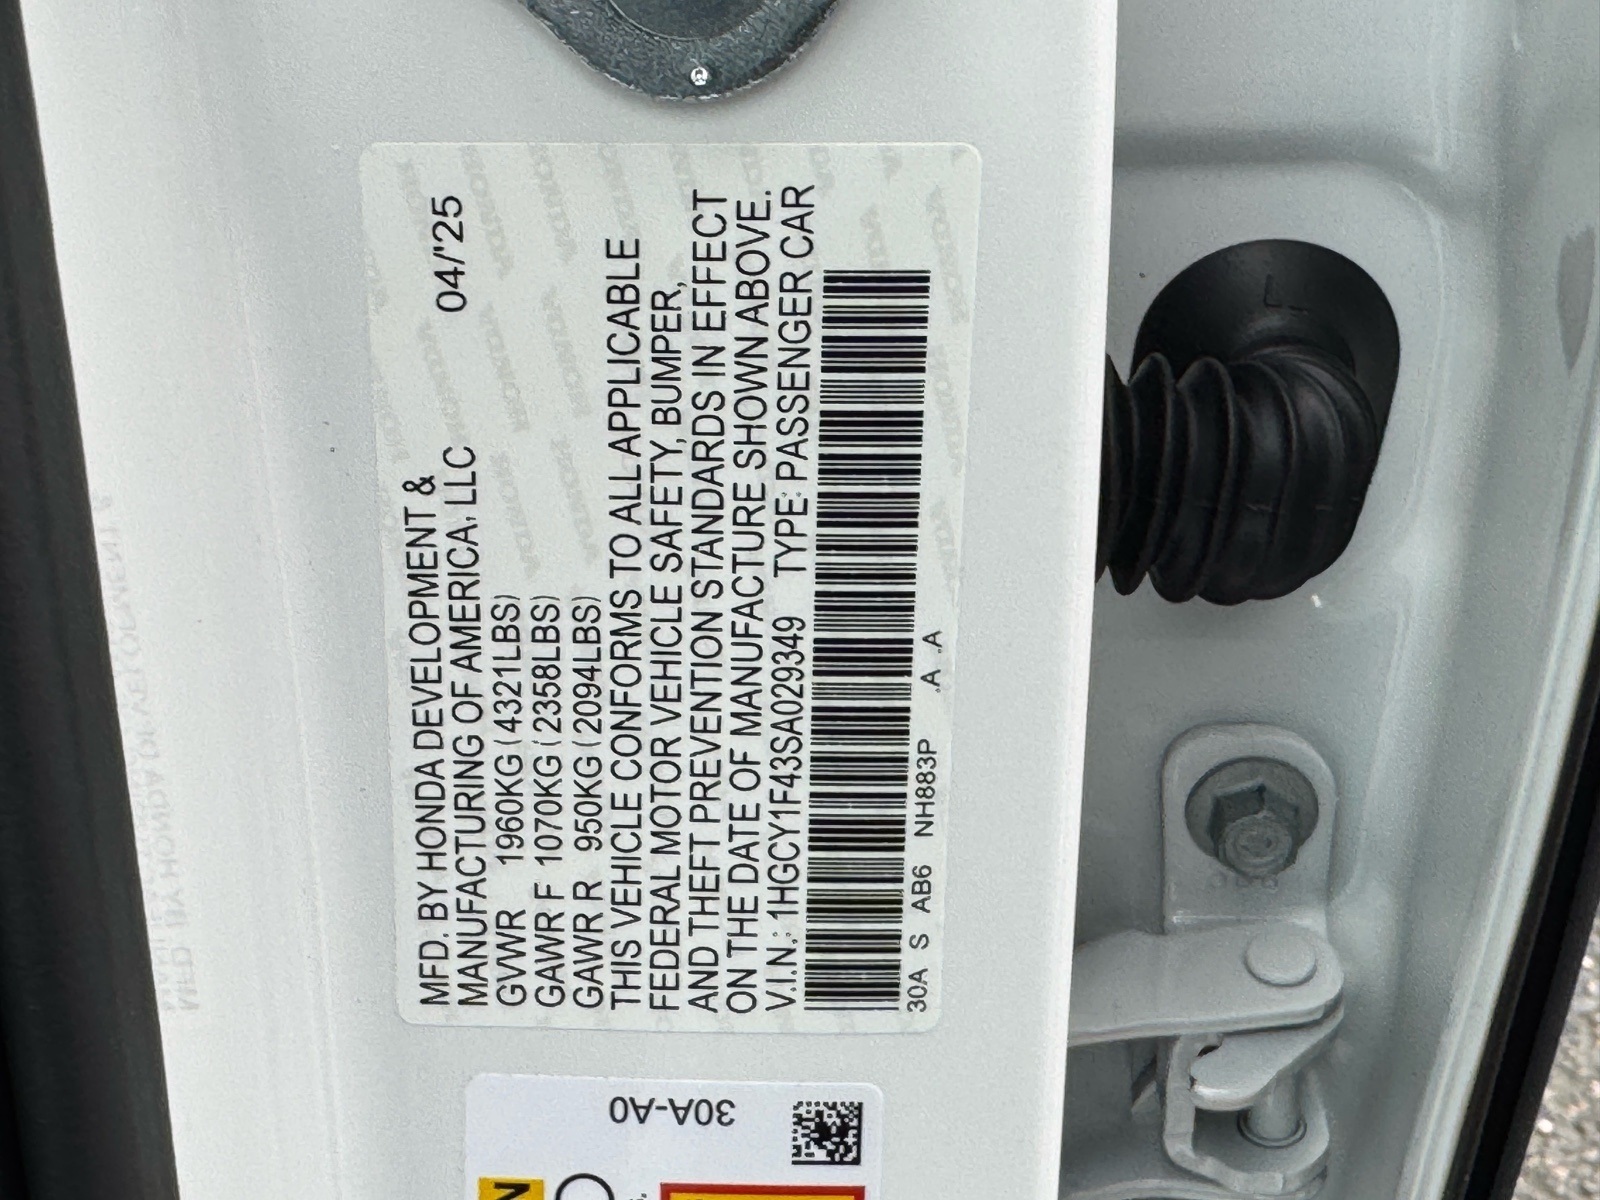 MFD. BY HONDA DEVELOPMENT &
MANUFACTURING OF AMERICA, LLC 04/'25
GVWR 1960KG (4321LBS)
GAWR F 1070KG (2358LBS)
GAWR R 950KG (2094LBS)
THIS VEHICLE CONFORMS TO ALL APPLICABLE
FEDERAL MOTOR VEHICLE SAFETY, BUMPER,
AND THEFT PREVENTION STANDARDS IN EFFECT
ON THE DATE OF MANUFACTURE SHOWN ABOVE.
V.I.N.: 1HGCY1F43SA029349 TYPE: PASSENGER CAR
30A S AB6 NH883P .A .A
30A-A0